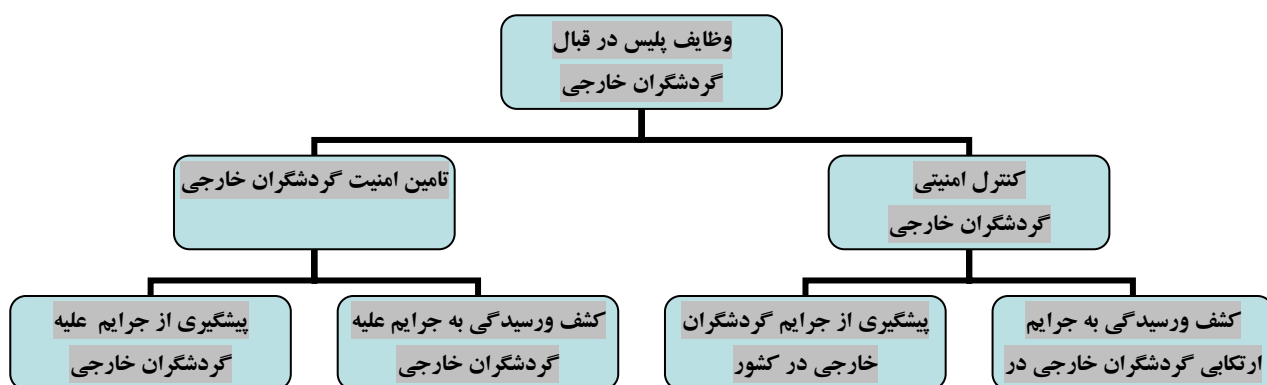 وظایف پلیس در قبال
گردشگران خارجی
کنترل امنیتی
گردشگران خارجی
تامین امنیت گردشگران خارجی
کشف ورسیدگی به جرایم
ارتکابی گردشگران خارجی در
پیشگیری از جرایم گردشگران
خارجی در کشور
کشف ورسیدگی به جرایم علیه
گردشگران خارجی
پیشگیری از جرایم علیه
گردشگران خارجی